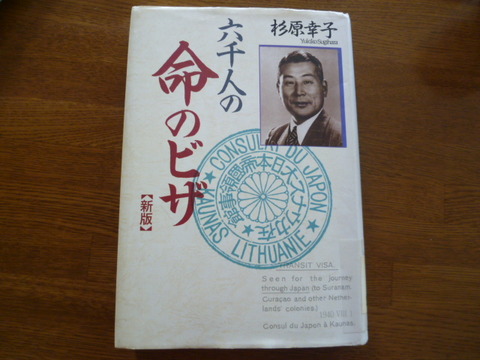 杉原幸子
Yukiko Sugihara
六千人の
命のビザ
【新版】
CONSULAT DU JAPON
KAUNAS LITHUANIE
在カウナス大日本帝國領事館
TRANSIT VISA.
Seen for the journey
through Japan (to Suranam,
Curaçao and other Nether-
lands' colonies.)
Consul du Japon à Kaunas.